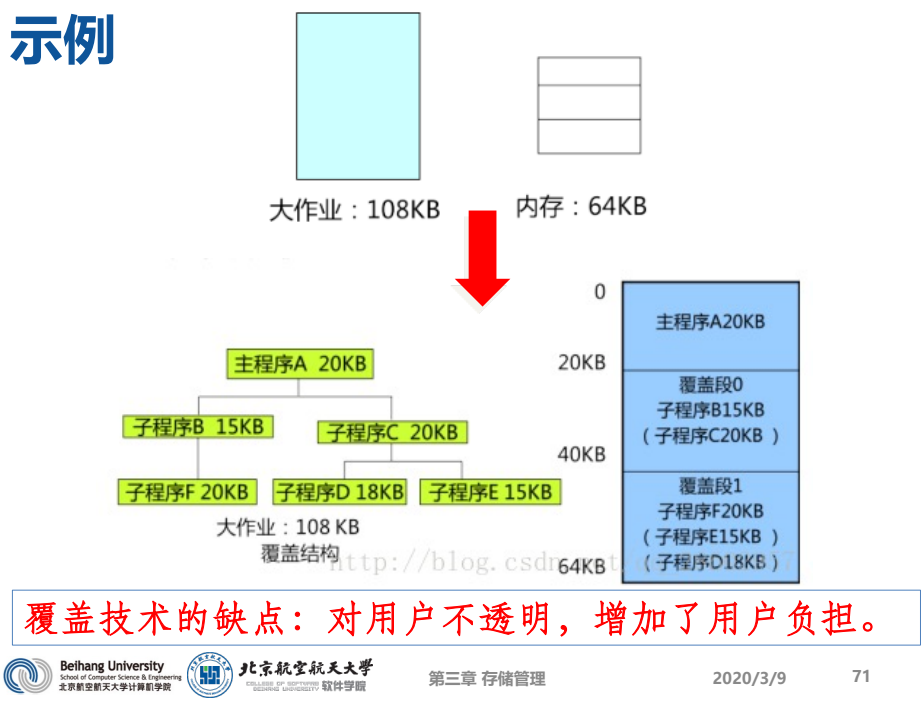 示例
大作业：108KB
内存：64KB
主程序A 20KB
子程序B 15KB
子程序C 20KB
子程序F 20KB
子程序D 18KB
子程序E 15KB
大作业：108 KB
覆盖结构
0
20KB
40KB
64KB
主程序A20KB
覆盖段0
子程序B15KB
（子程序C20KB ）
覆盖段1
子程序F20KB
（子程序E15KB ）
（子程序D18KB ）
http://blog.csdn.net/
覆盖技术的缺点：对用户不透明，增加了用户负担。
Beihang University
School of Computer Science & Engineering
北京航空航天大学计算机学院
北京航空航天大学
COLLEGE OF SOFTWARE
BEIHANG UNIVERSITY
软件学院
第三章 存储管理
2020/3/9
71